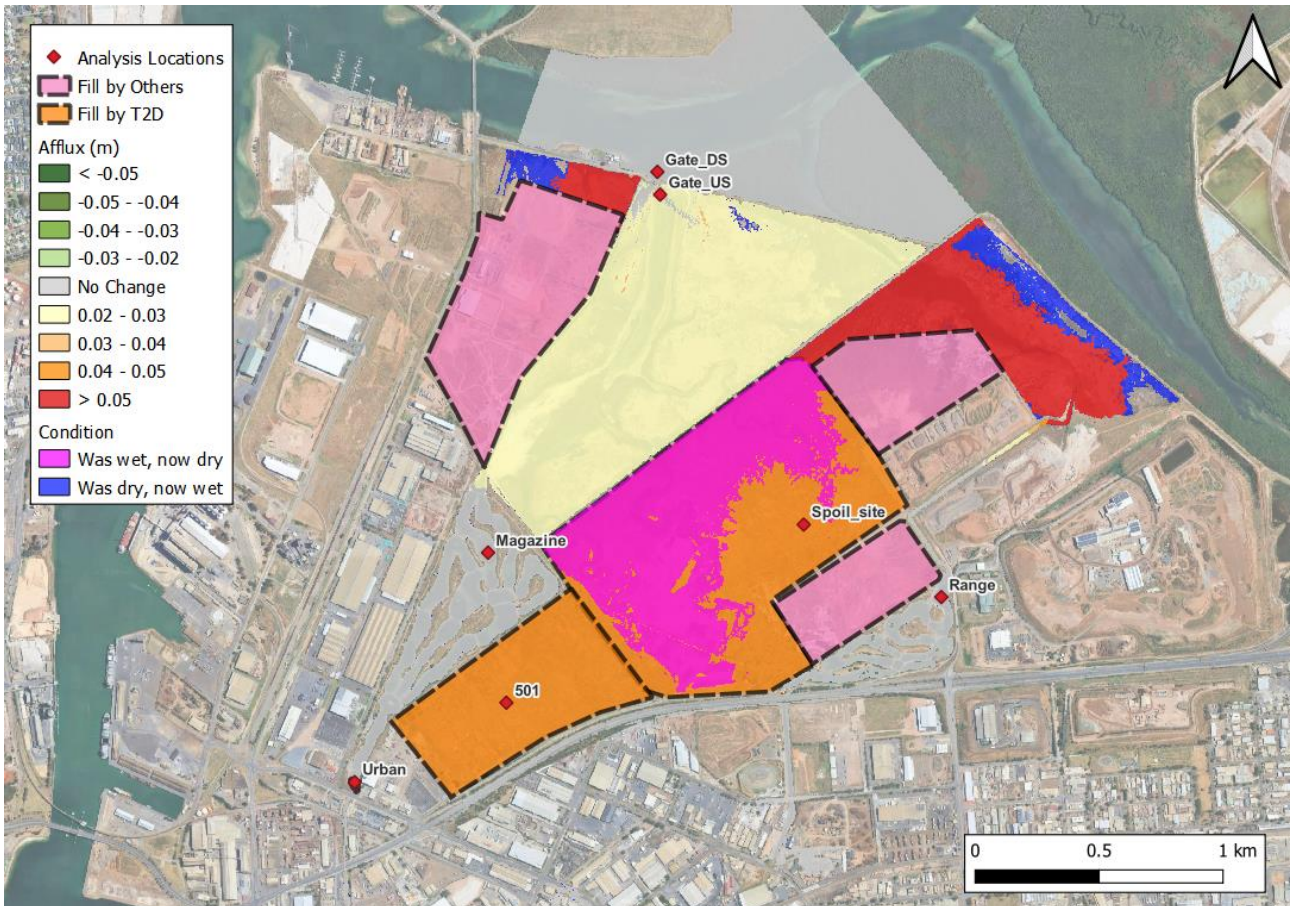 Analysis Locations
Fill by Others
Fill by T2D
Afflux (m)
< -0.05
-0.05 - -0.04
-0.04 - -0.03
-0.03 - -0.02
No Change
0.02 - 0.03
0.03 - 0.04
0.04 - 0.05
> 0.05
Condition
Was wet, now dry
Was dry, now wet
Gate_DS
Gate_US
Spoil_site
Magazine
Range
501
Urban
0 0.5 1 km